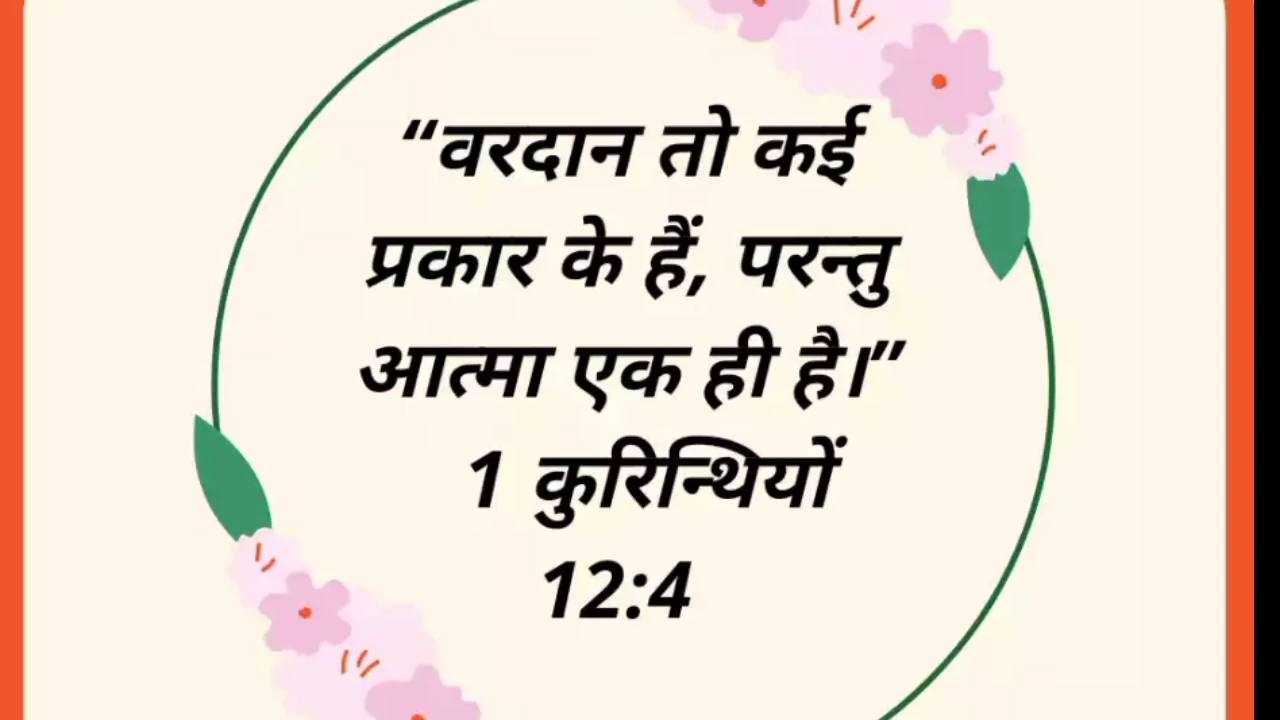 “वरदान तो कई
प्रकार के हैं, परन्तु
आत्मा एक ही है।”
1 कुरिन्थियों
12:4